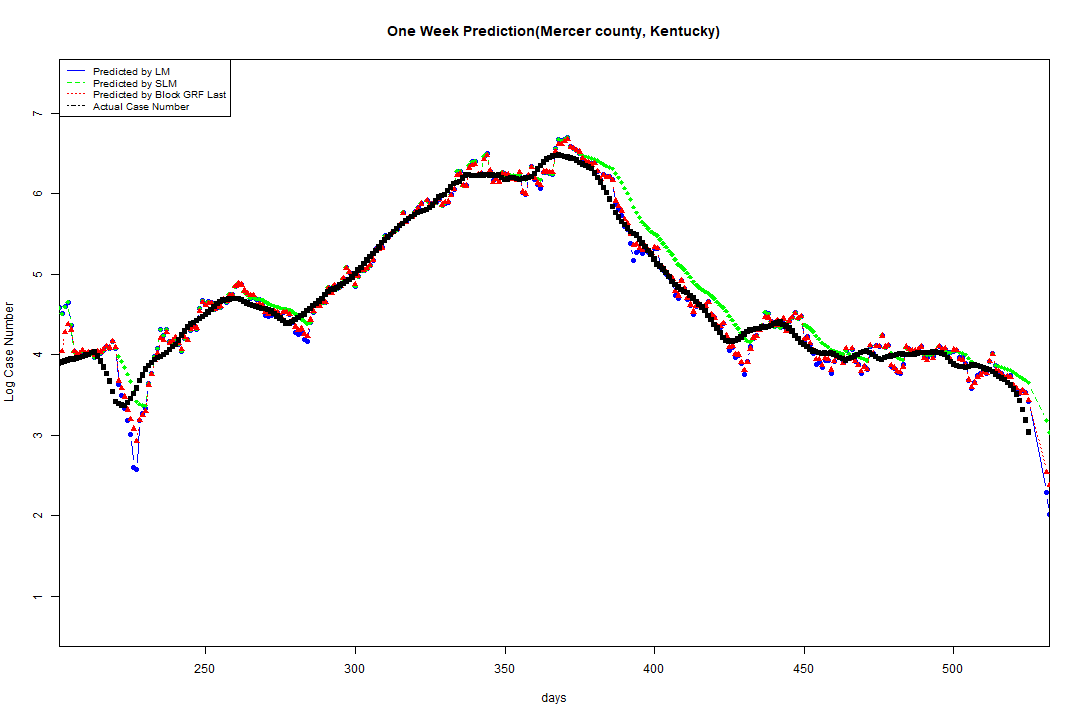 One Week Prediction(Mercer county, Kentucky)
Predicted by LM
Predicted by SLM
Predicted by Block GRF Last
Actual Case Number
7
6
5
4
3
2
1
Log Case Number
250 300 350 400 450 500
days